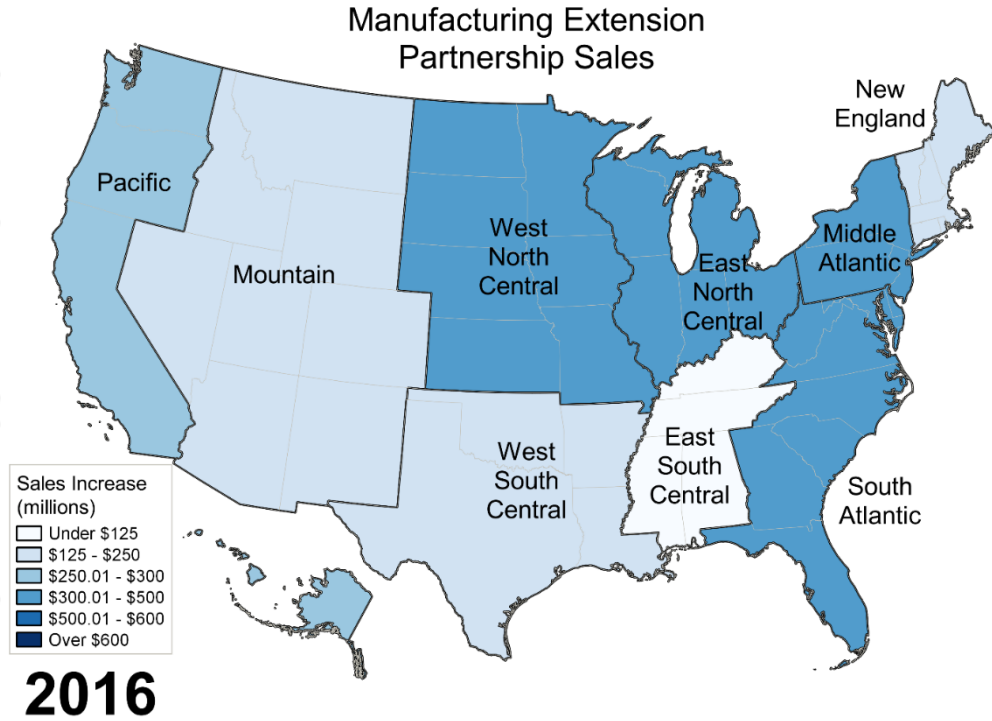 Manufacturing Extension
Partnership Sales
New
England
Pacific
West
North
Central
Middle
Atlantic
Mountain
East
North
Central
West
South
Central
East
South
Central
South
Atlantic
Sales Increase
(millions)
Under $125
$125 - $250
$250.01 - $300
$300.01 - $500
$500.01 - $600
Over $600
2016